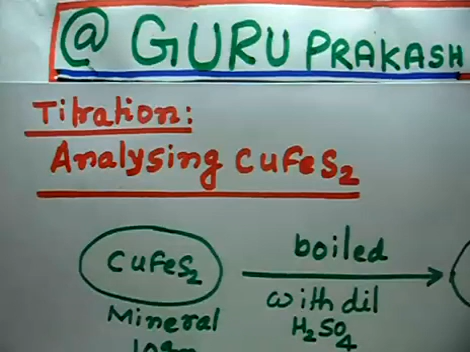 @ GURU PRAKASH
Titration:
Analysing CuFeS2
CuFeS2
boiled
with dil
H2SO4
Mineral